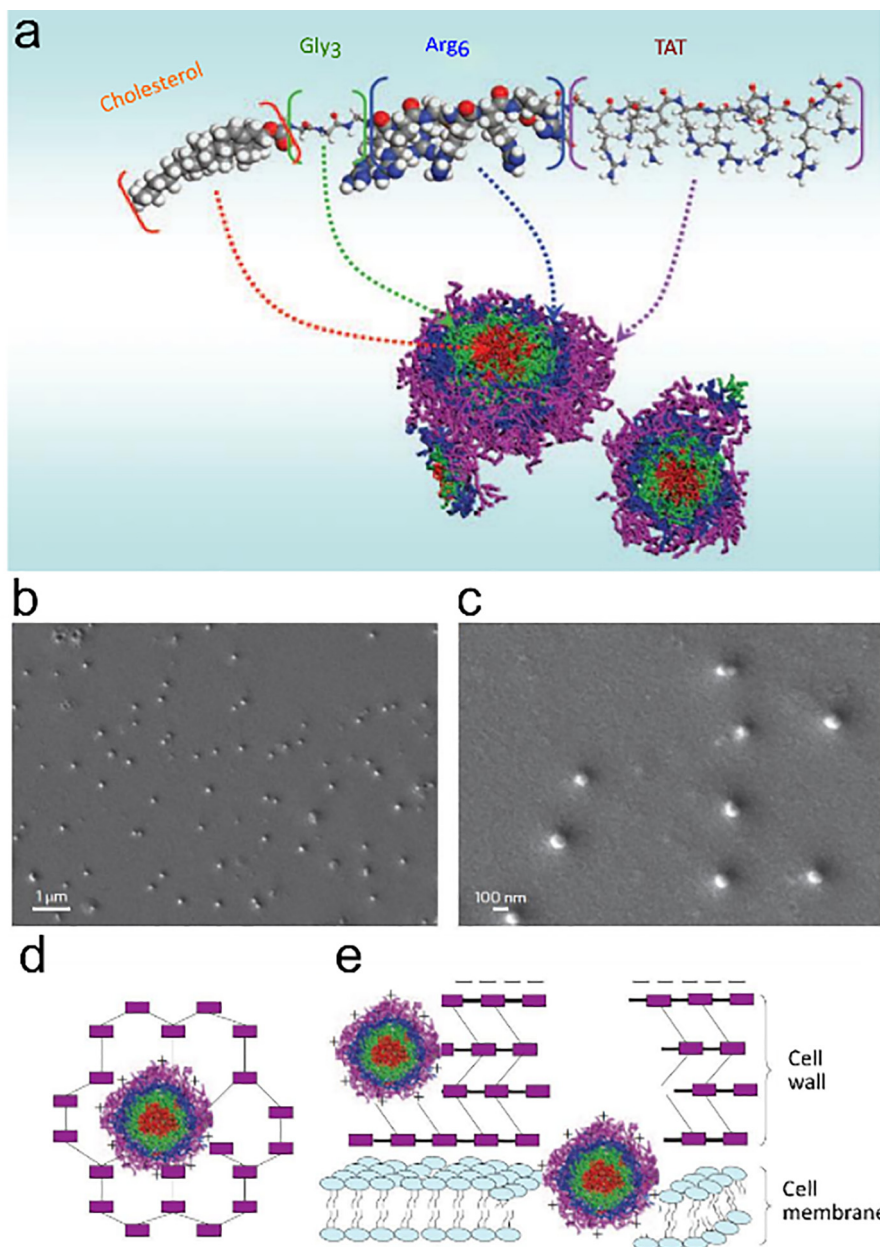 a
Gly3
Arg6
TAT
Cholesterol
b
c
1 µm
100 nm
d
e
+
Cell
wall
Cell
membrane